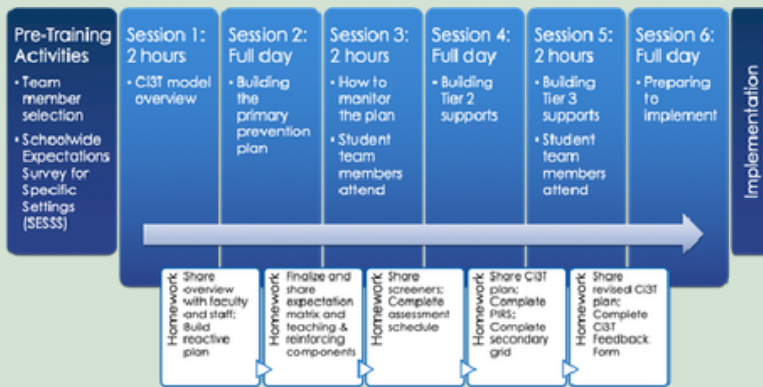 Pre-Training
Activities
• Team
member
selection
• Schoolwide
Expectations
Survey for
Specific
Settings
(SESSS)
Session 1:
2 hours
• Ci3T model
overview
Session 2:
Full day
• Building
the
primary
prevention
plan
Session 3:
2 hours
• How to
monitor
the plan
• Student
team
members
attend
Session 4:
Full day
• Building
Tier 2
supports
Session 5:
2 hours
• Building
Tier 3
supports
• Student
team
members
attend
Session 6:
Full day
• Preparing
to
implement
Implementation
Homework
Share
overview
with faculty
and staff;
Build
reactive
plan
Homework
Finalize and
share
expectation
matrix and
teaching &
reinforcing
components
Homework
Share
screeners;
Complete
assessment
schedule
Homework
Share Ci3T
plan;
Complete
PIRS;
Complete
secondary
grid
Homework
Share
revised Ci3T
plan;
Complete
Ci3T
Feedback
Form